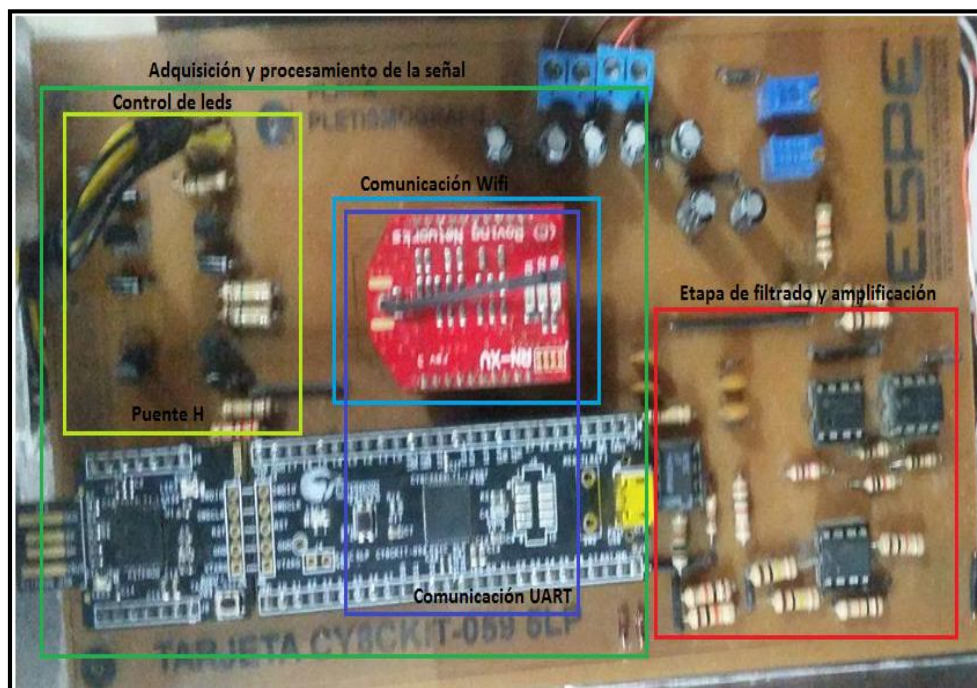 Adquisición y procesamiento de la señal
Control de leds
PLACA
PLETISMOGRAFO
ESPE
Comunicación Wifi
(C) Roving Networks
RN-XV
Etapa de filtrado y amplificación
Puente H
Comunicación UART
TARJETA CY8CKIT-059 5LP